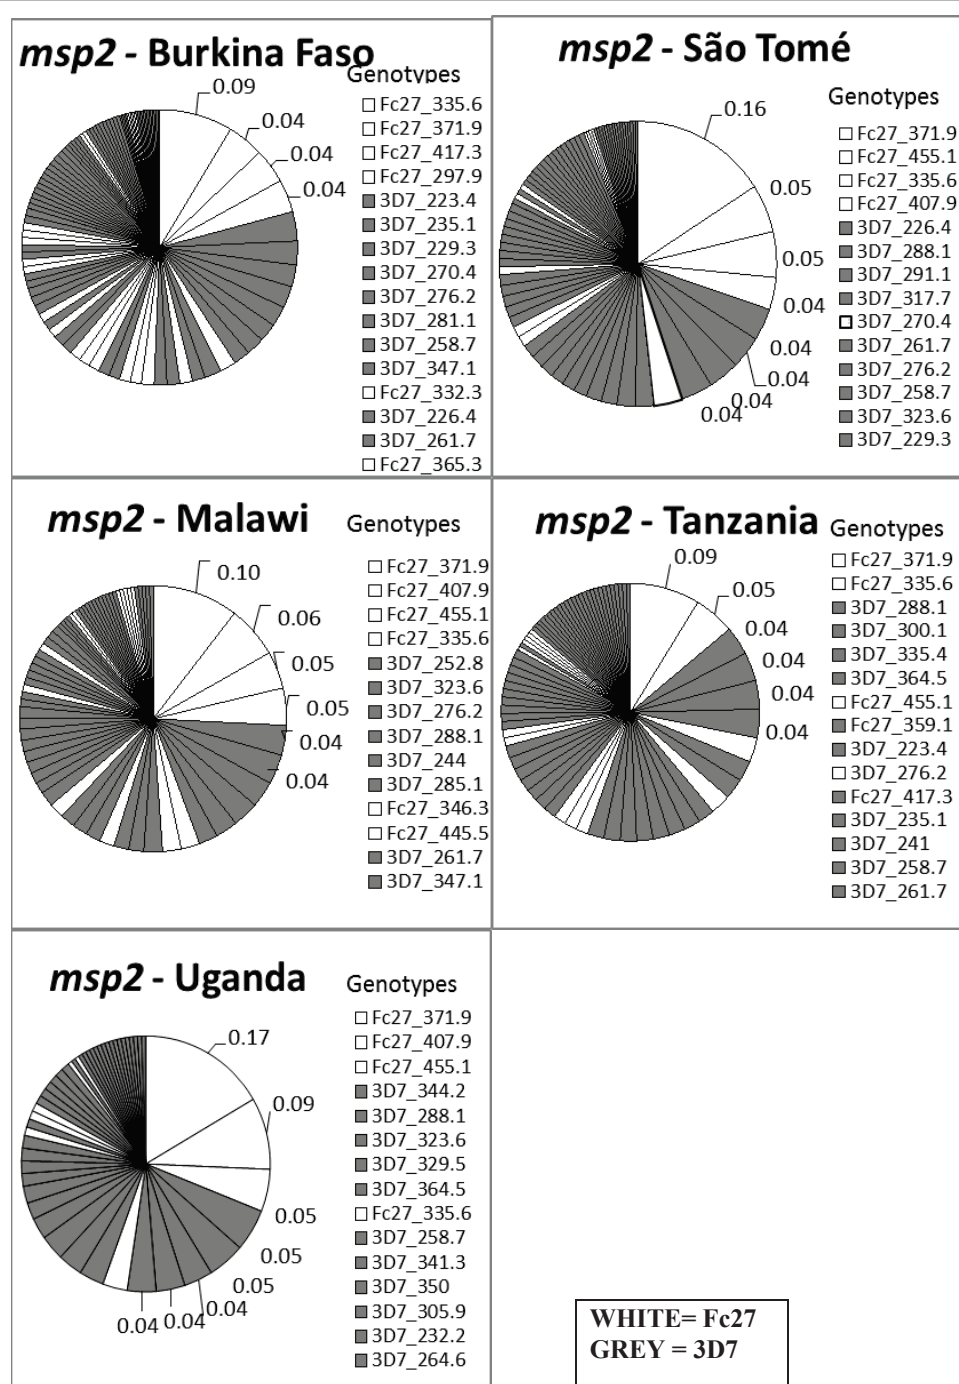 msp2 - Burkina Faso
Genotypes
0.09
0.04
0.04
0.04
Fc27_335.6
Fc27_371.9
Fc27_417.3
Fc27_297.9
3D7_223.4
3D7_235.1
3D7_229.3
3D7_270.4
3D7_276.2
3D7_281.1
3D7_258.7
3D7_347.1
Fc27_332.3
3D7_226.4
3D7_261.7
Fc27_365.3
msp2 - São Tomé
Genotypes
0.16
0.05
0.05
0.04
0.04
0.04
0.04
0.04
Fc27_371.9
Fc27_455.1
Fc27_335.6
Fc27_407.9
3D7_226.4
3D7_288.1
3D7_291.1
3D7_317.7
3D7_270.4
3D7_261.7
3D7_276.2
3D7_258.7
3D7_323.6
3D7_229.3
msp2 - Malawi
Genotypes
0.10
0.06
0.05
0.05
0.04
0.04
Fc27_371.9
Fc27_407.9
Fc27_455.1
Fc27_335.6
3D7_252.8
3D7_323.6
3D7_276.2
3D7_288.1
3D7_244
3D7_285.1
Fc27_346.3
Fc27_445.5
3D7_261.7
3D7_347.1
msp2 - Tanzania
Genotypes
0.09
0.05
0.04
0.04
0.04
0.04
Fc27_371.9
Fc27_335.6
3D7_288.1
3D7_300.1
3D7_335.4
3D7_364.5
Fc27_455.1
Fc27_359.1
3D7_223.4
3D7_276.2
Fc27_417.3
3D7_235.1
3D7_241
3D7_258.7
3D7_261.7
msp2 - Uganda
Genotypes
0.17
0.09
0.05
0.05
0.05
0.04
0.04
0.04
Fc27_371.9
Fc27_407.9
Fc27_455.1
3D7_344.2
3D7_288.1
3D7_323.6
3D7_329.5
3D7_364.5
Fc27_335.6
3D7_258.7
3D7_341.3
3D7_350
3D7_305.9
3D7_232.2
3D7_264.6
WHITE= Fc27
GREY = 3D7